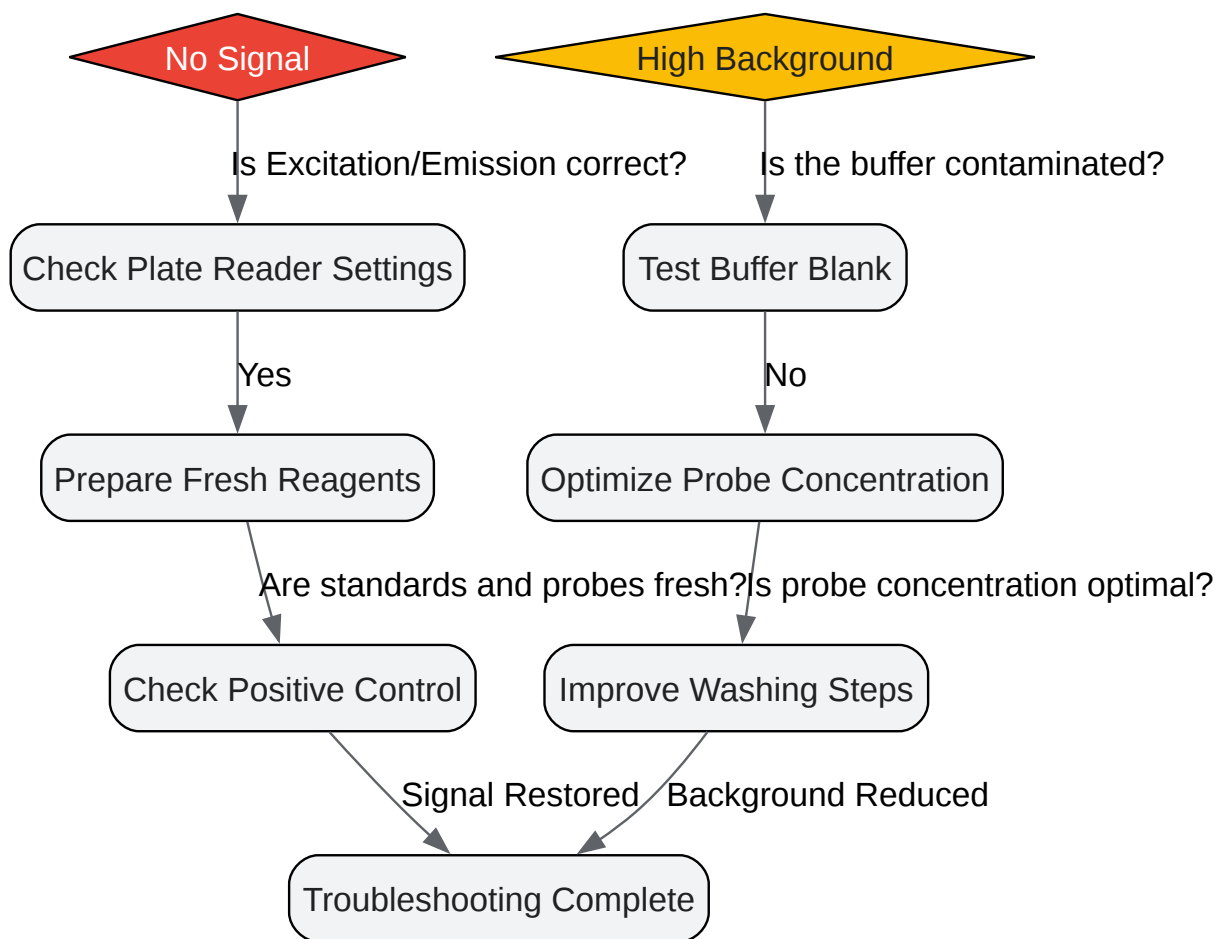 No Signal
High Background
Is Excitation/Emission correct?
Is the buffer contaminated?
Check Plate Reader Settings
Test Buffer Blank
Yes
No
Prepare Fresh Reagents
Optimize Probe Concentration
Are standards and probes fresh?
Is probe concentration optimal?
Check Positive Control
Improve Washing Steps
Signal Restored
Background Reduced
Troubleshooting Complete